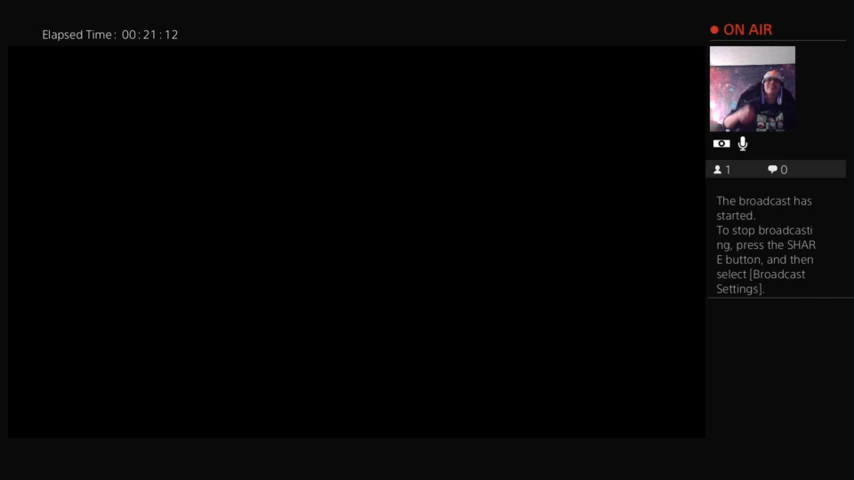 Elapsed Time: 00:21:12
ON AIR
1 0
The broadcast has
started.
To stop broadcasti
ng, press the SHAR
E button, and then
select [Broadcast
Settings].